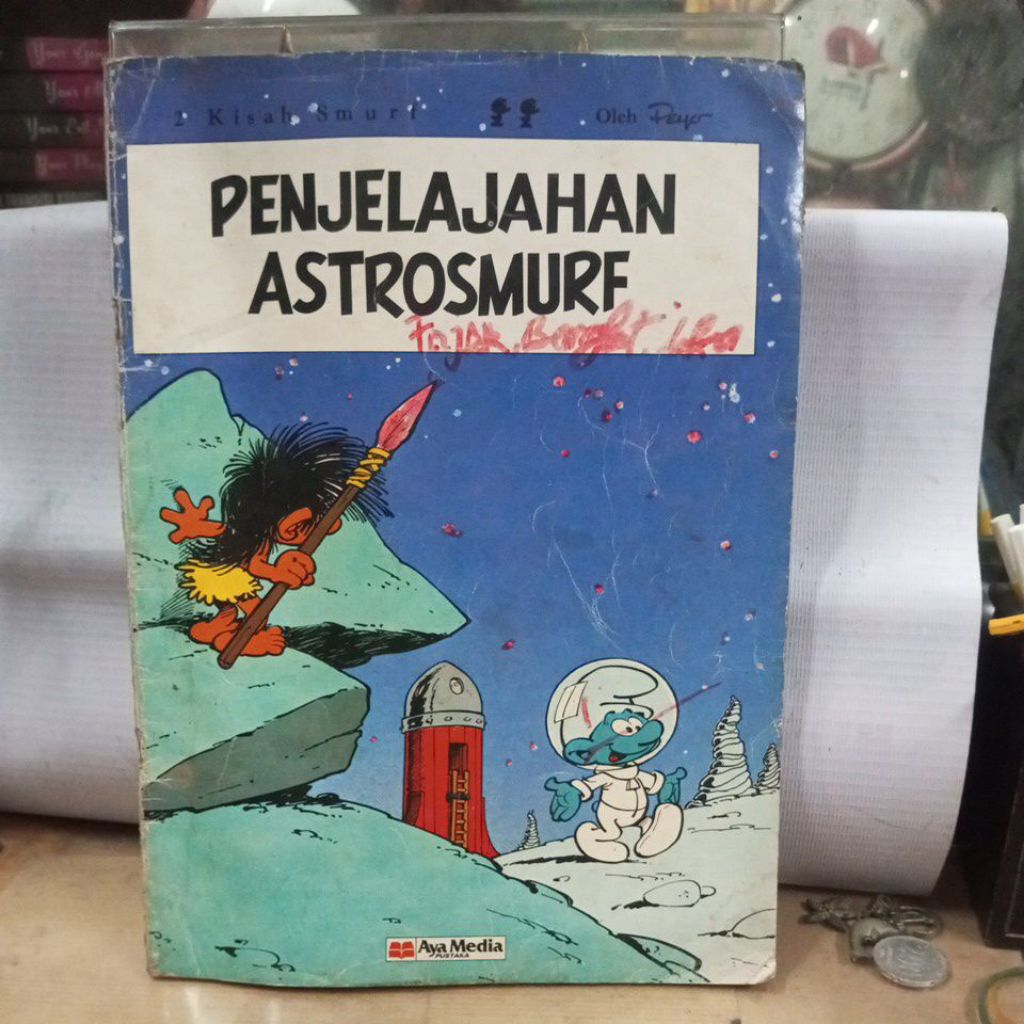 2 Kisah Smurf
Oleh Peyo
PENJELAJAHAN
ASTROSMURF
Aya Media
PUSTAKA